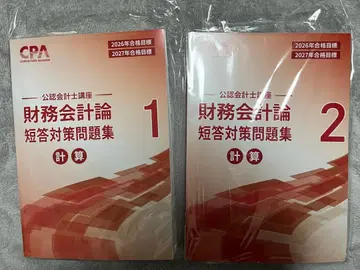 CPA
2026年合格目標
2027年合格目標
公認会計士講座
財務会計論
短答対策問題集
計算
1
2026年合格目標
2027年合格目標
公認会計士講座
財務会計論
短答対策問題集
計算
2